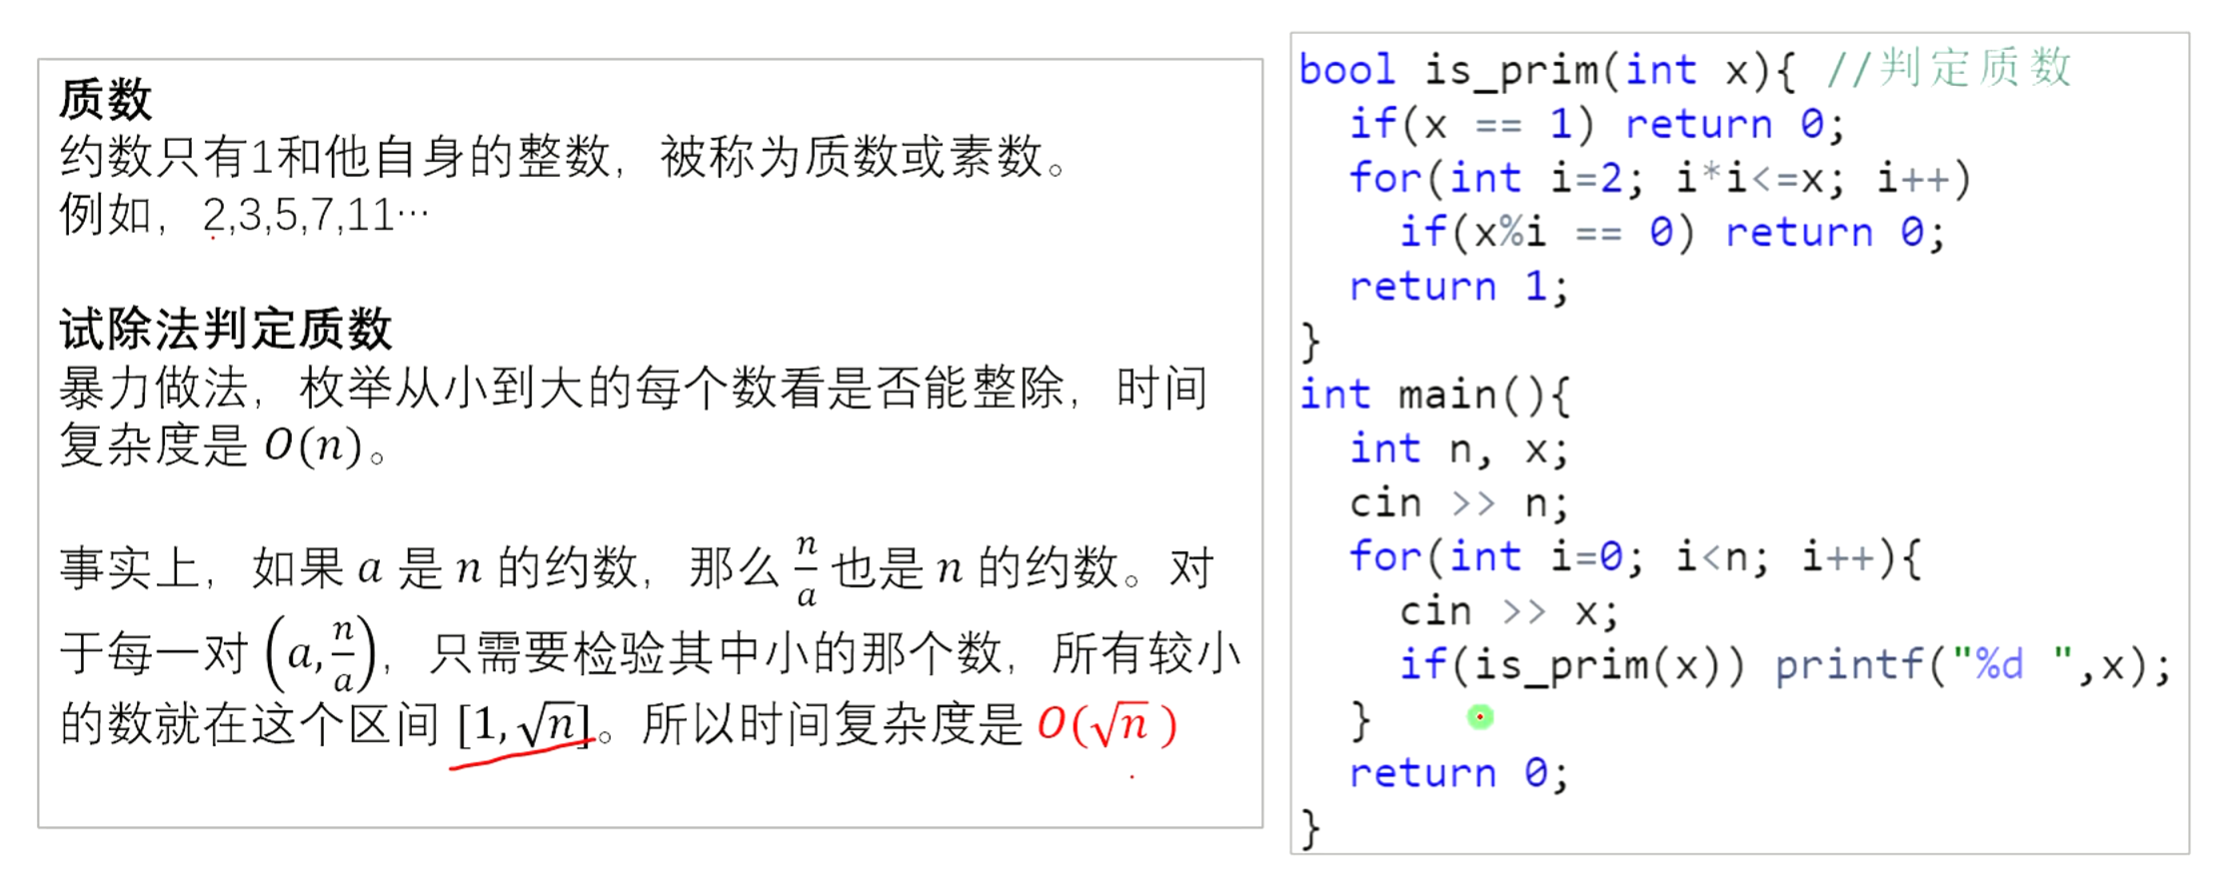 质数
约数只有1和他自身的整数，被称为质数或素数。
例如，2,3,5,7,11…
试除法判定质数
暴力做法，枚举从小到大的每个数看是否能整除，时间
复杂度是 O(n)。
事实上，如果 a 是 n 的约数，那么 n/a 也是 n 的约数。对
于每一对 (a, n/a)，只需要检验其中小的那个数，所有较小
的数就在这个区间 [1, √n]。所以时间复杂度是 O(√n )
bool is_prim(int x){ //判定质数
  if(x == 1) return 0;
  for(int i=2; i*i<=x; i++)
    if(x%i == 0) return 0;
  return 1;
}
int main(){
  int n, x;
  cin >> n;
  for(int i=0; i<n; i++){
    cin >> x;
    if(is_prim(x)) printf("%d ",x);
  }
  return 0;
}